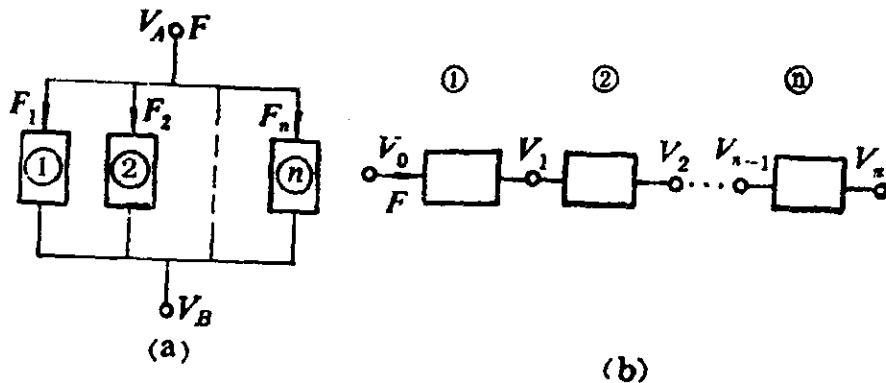 V_A F
F_1 F_2 F_n
① ② ⓝ
V_B
(a)
① ② ⓝ
V_0 V_1 V_2 V_{n-1} V_n
F ····
(b)